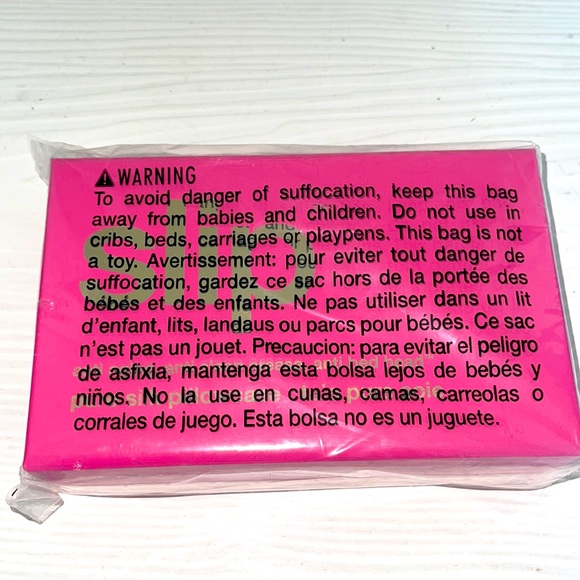 ⚠ WARNING
To avoid danger of suffocation, keep this bag
away from babies and children. Do not use in
cribs, beds, carriages or playpens. This bag is not
a toy. Avertissement: pour eviter tout danger de
suffocation, gardez ce sac hors de la portée des
bébés et des enfants. Ne pas utiliser dans un lit
d'enfant, lits, landaus ou parcs pour bébés. Ce sac
n'est pas un jouet. Precaucion: para evitar el peligro
de asfixia, mantenga esta bolsa lejos de bebés y
niños. No la use en cunas, camas, carreolas o
corrales de juego. Esta bolsa no es un juguete.
slip